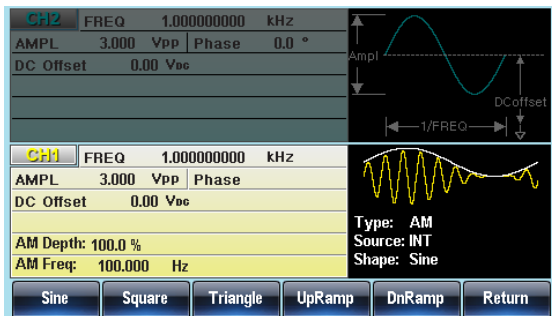 CH2 FREQ 1.000000000 kHz
AMPL 3.000 Vpp Phase 0.0 °
DC Offset 0.00 VDC
Ampl
DCoffset
1/FREQ
CH1 FREQ 1.000000000 kHz
AMPL 3.000 Vpp Phase
DC Offset 0.00 VDC
AM Depth: 100.0 %
AM Freq: 100.000 Hz
Type: AM
Source: INT
Shape: Sine
Sine Square Triangle UpRamp DnRamp Return